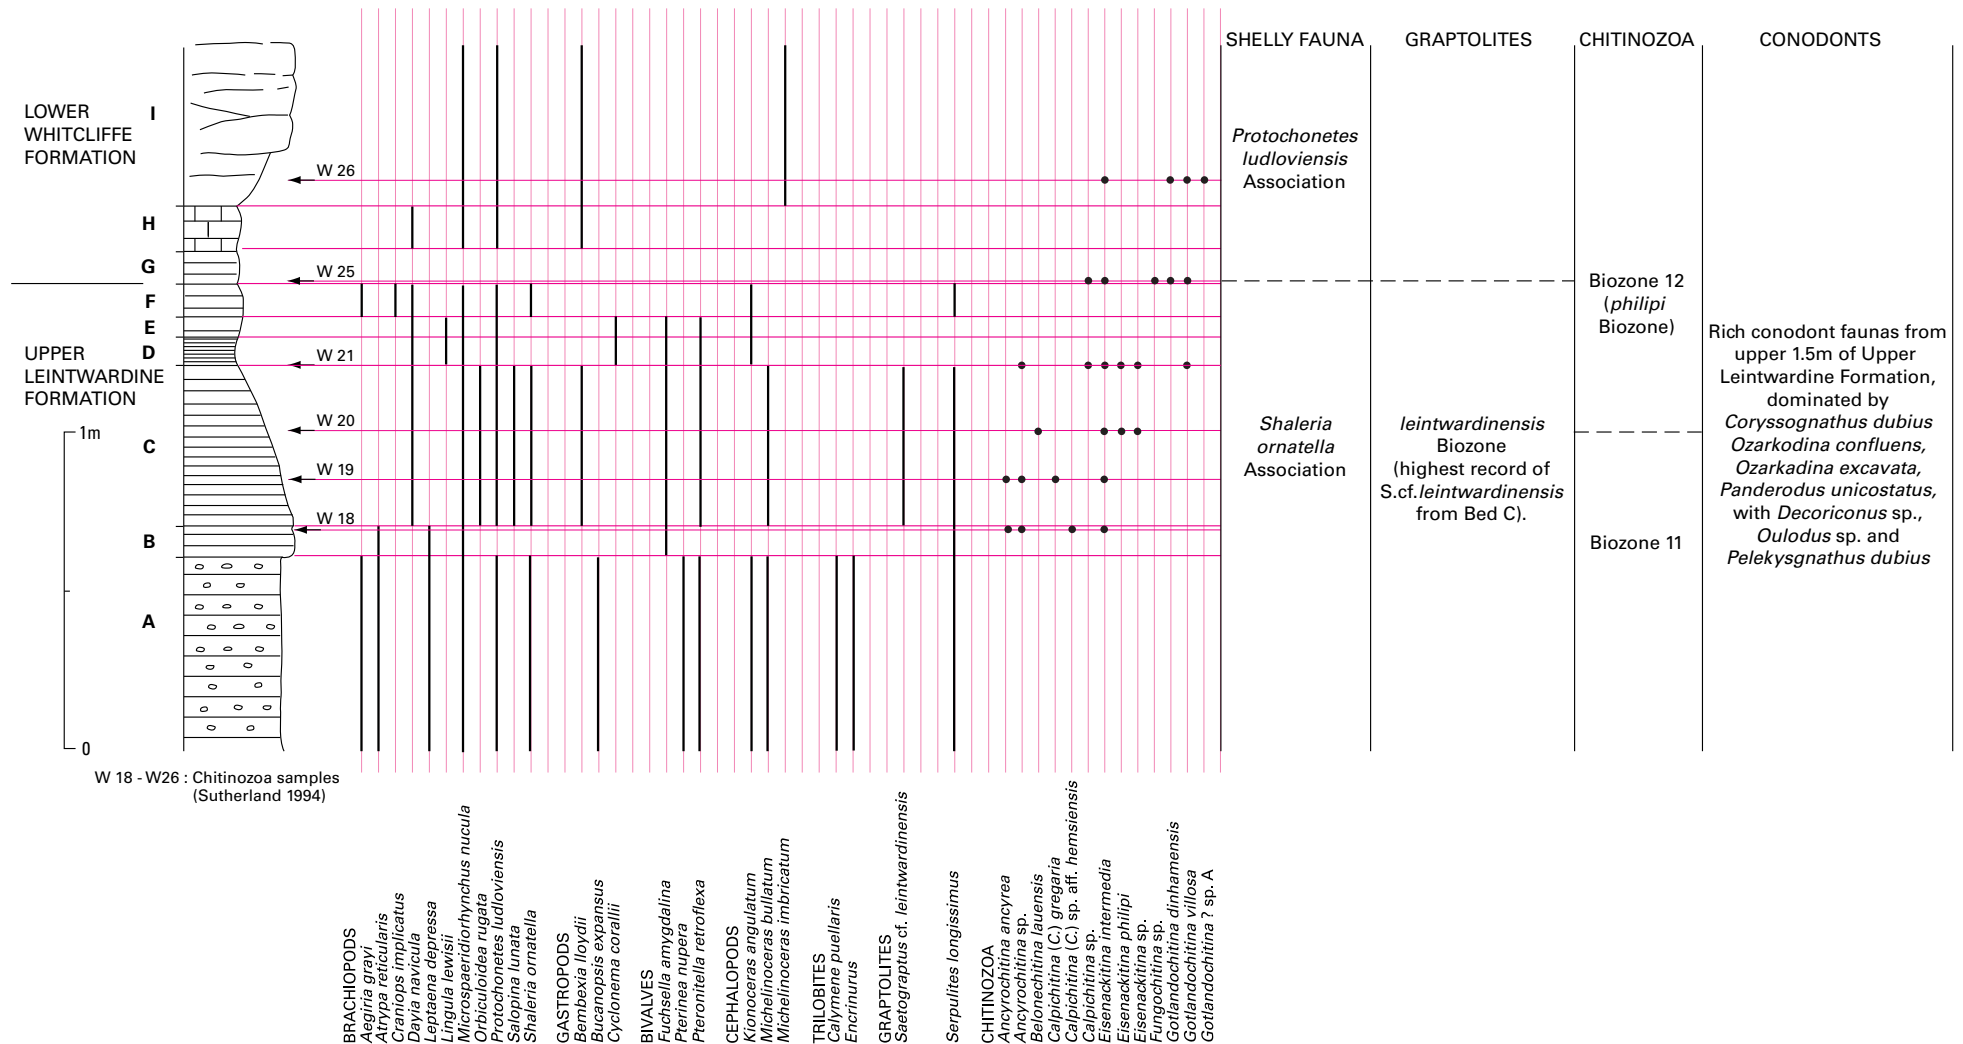 SHELLY FAUNA
GRAPTOLITES
CHITINOZOA
CONODONTS
LOWER
WHITCLIFFE
FORMATION
I
H
G
F
E
D
C
B
A
UPPER
LEINTWARDINE
FORMATION
1m
0
W 26
W 25
W 21
W 20
W 19
W 18
W 18 - W26 : Chitinozoa samples
(Sutherland 1994)
Protochonetes
ludloviensis
Association
Shaleria
ornatella
Association
leintwardinensis
Biozone
(highest record of
S.cf.leintwardinensis
from Bed C).
Biozone 12
(philipi
Biozone)
Biozone 11
Rich conodont faunas from
upper 1.5m of Upper
Leintwardine Formation,
dominated by
Coryssognathus dubius
Ozarkodina confluens,
Ozarkadina excavata,
Panderodus unicostatus,
with Decoriconus sp.,
Oulodus sp. and
Pelekysgnathus dubius
BRACHIOPODS
Aegiria grayi
Atrypa reticularis
Craniops implicatus
Dayia navicula
Leptaena depressa
Lingula lewisii
Microspaeridiorhynchus nucula
Orbiculoidea rugata
Protochonetes ludloviensis
Salopina lunata
Shaleria ornatella
GASTROPODS
Bembexia lloydii
Bucanopsis expansus
Cyclonema corallii
BIVALVES
Fuchsella amygdalina
Pterinea nupera
Pteronitella retroflexa
CEPHALOPODS
Kionoceras angulatum
Michelinoceras bullatum
Michelinoceras imbricatum
TRILOBITES
Calymene puellaris
Encrinurus
GRAPTOLITES
Saetograptus cf. leintwardinensis
Serpulites longissimus
CHITINOZOA
Ancyrochitina ancyrea
Ancyrochitina sp.
Belonechitina lauensis
Calpichitina (C.) gregaria
Calpichitina (C.) sp. aff. hemsiensis
Calpichitina sp.
Eisenackitina intermedia
Eisenackitina philipi
Eisenackitina sp.
Fungochitina sp.
Gotlandochitina dinhamensis
Gotlandochitina villosa
Gotlandochitina ? sp. A